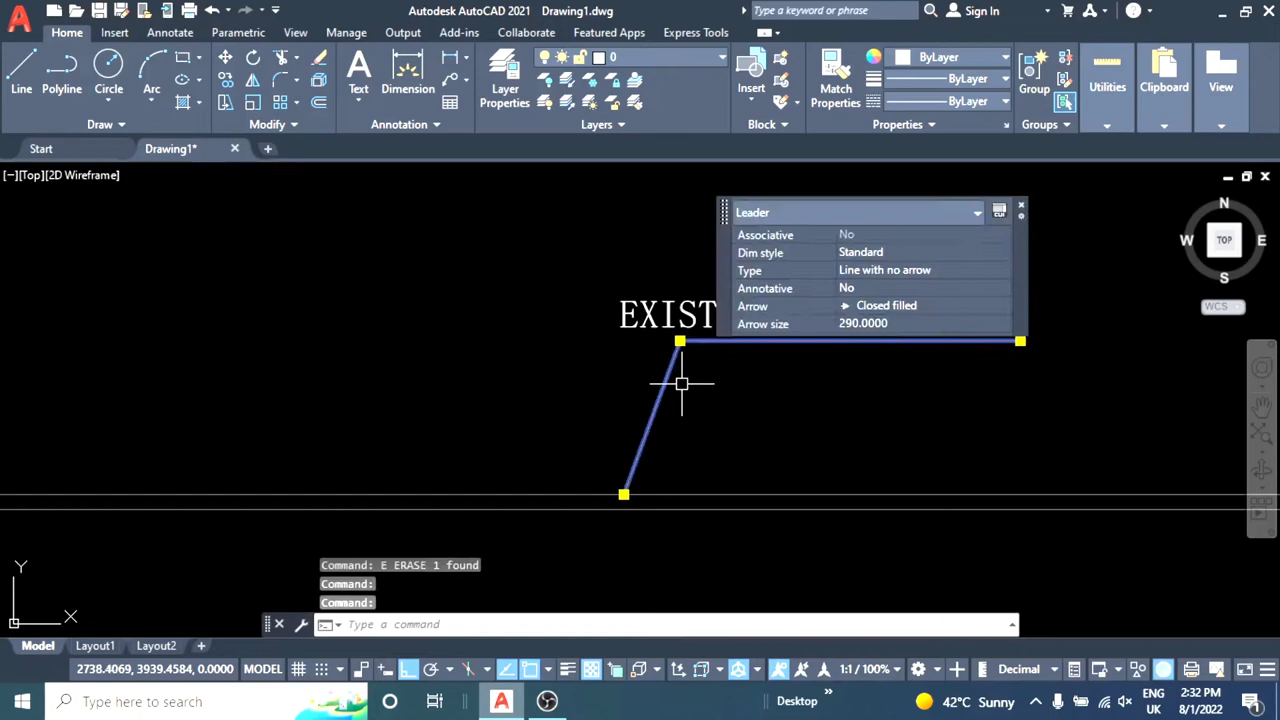 Autodesk AutoCAD 2021 Drawing1.dwg
Type a keyword or phrase
Sign In
Home Insert Annotate Parametric View Manage Output Add-ins Collaborate Featured Apps Express Tools
Line Polyline Circle Arc
Text Dimension
Layer Properties
0
Insert
Match Properties
ByLayer
ByLayer
ByLayer
Group
Utilities
Clipboard
View
Draw Modify Annotation Layers Block Properties Groups
Start Drawing1*
[−][Top][2D Wireframe]
N
W TOP E
S
WCS
Leader
Associative No
Dim style Standard
Type Line with no arrow
Annotative No
Arrow Closed filled
Arrow size 290.0000
EXIST
Y
X
Command: E ERASE 1 found
Command:
Command:
Type a command
Model Layout1 Layout2
2738.4069, 3939.4584, 0.0000 MODEL 1:1 / 100% Decimal
Type here to search
Desktop
42°C Sunny
ENG
UK
2:32 PM
8/1/2022